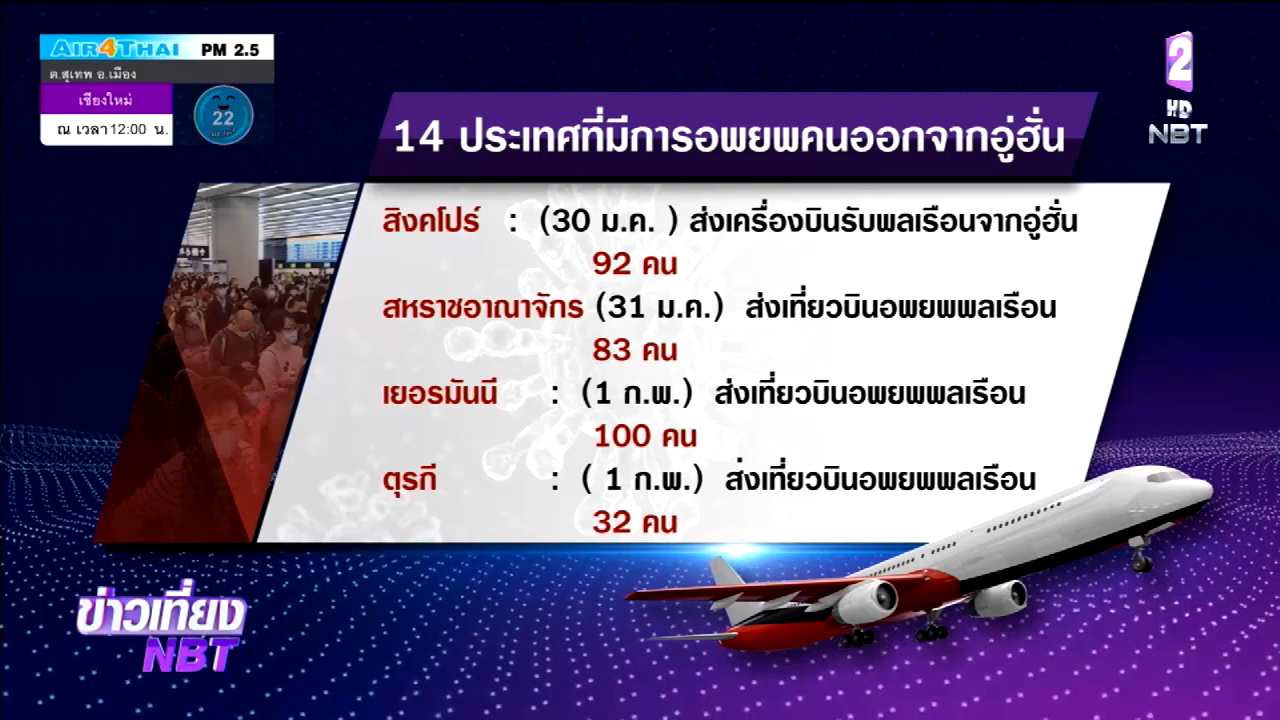 AIR4THAI PM 2.5
ต.สุเทพ อ.เมือง
เชียงใหม่
22
ณ เวลา 12:00 น.
2
HD
NBT
14 ประเทศที่มีการอพยพคนออกจากอู่ฮั่น
สิงคโปร์ : (30 ม.ค. ) ส่งเครื่องบินรับพลเรือนจากอู่ฮั่น
92 คน
สหราชอาณาจักร (31 ม.ค.) ส่งเที่ยวบินอพยพพลเรือน
83 คน
เยอรมันนี : (1 ก.พ.) ส่งเที่ยวบินอพยพพลเรือน
100 คน
ตุรกี : ( 1 ก.พ.) ส่งเที่ยวบินอพยพพลเรือน
32 คน
ข่าวเที่ยง
NBT